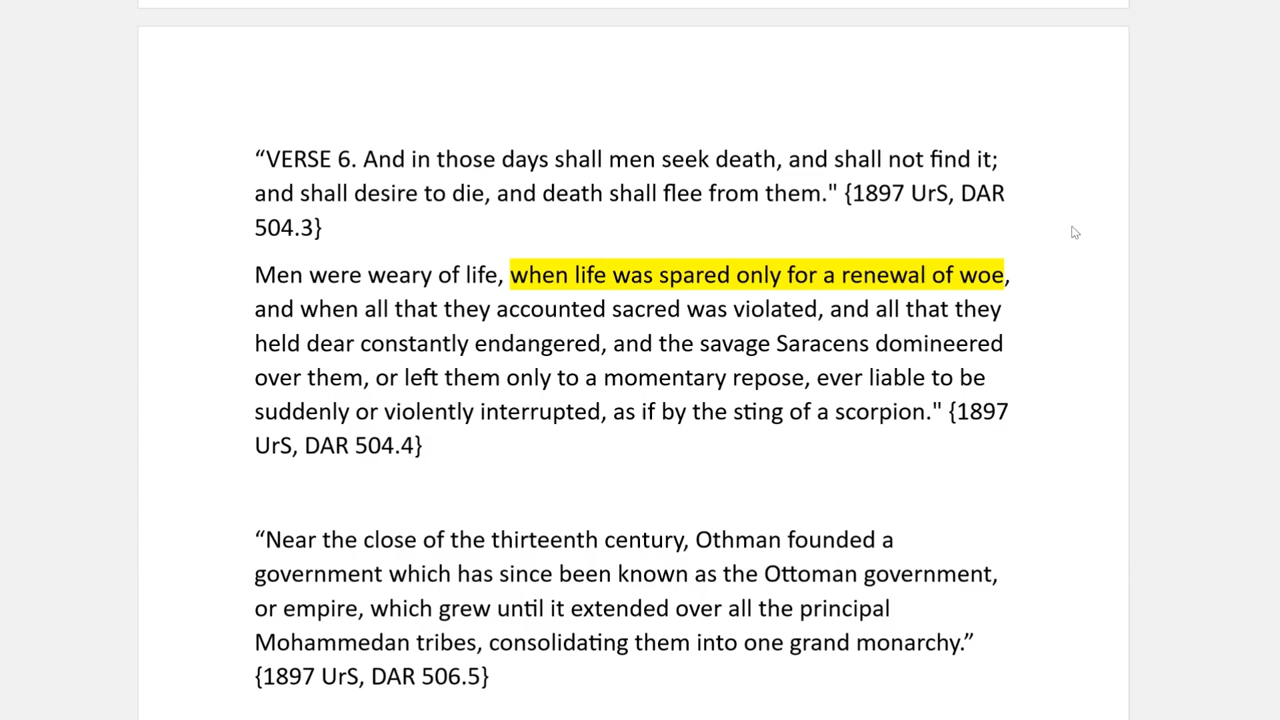 “VERSE 6. And in those days shall men seek death, and shall not find it;
and shall desire to die, and death shall flee from them." {1897 UrS, DAR
504.3}
Men were weary of life, when life was spared only for a renewal of woe,
and when all that they accounted sacred was violated, and all that they
held dear constantly endangered, and the savage Saracens domineered
over them, or left them only to a momentary repose, ever liable to be
suddenly or violently interrupted, as if by the sting of a scorpion." {1897
UrS, DAR 504.4}
“Near the close of the thirteenth century, Othman founded a
government which has since been known as the Ottoman government,
or empire, which grew until it extended over all the principal
Mohammedan tribes, consolidating them into one grand monarchy.”
{1897 UrS, DAR 506.5}